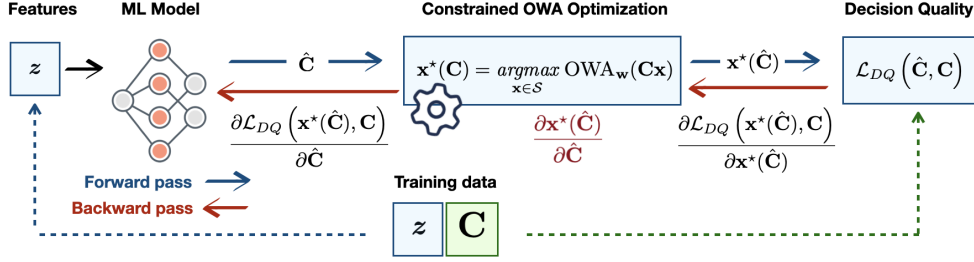 Features
ML Model
Constrained OWA Optimization
Decision Quality
z
Ĉ
x⋆(C) = argmax OWA_w(Cx)
x∈𝒮
x⋆(Ĉ)
ℒ_DQ (Ĉ, C)
∂ℒ_DQ (x⋆(Ĉ), C)
∂Ĉ
∂x⋆(Ĉ)
∂Ĉ
∂ℒ_DQ (x⋆(Ĉ), C)
∂x⋆(Ĉ)
Forward pass
Backward pass
Training data
z C